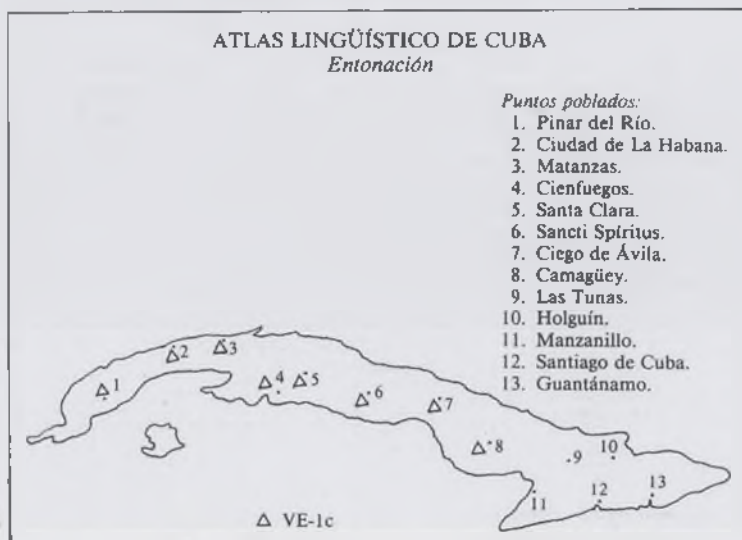 ATLAS LINGÜÍSTICO DE CUBA
Entonación
Puntos poblados:
1. Pinar del Río.
2. Ciudad de La Habana.
3. Matanzas.
4. Cienfuegos.
5. Santa Clara.
6. Sancti Spíritus.
7. Ciego de Ávila.
8. Camagüey.
9. Las Tunas.
10. Holguín.
11. Manzanillo.
12. Santiago de Cuba.
13. Guantánamo.
1
2
3
4
5
6
7
8
9
10
11
12
13
Δ VE-1c